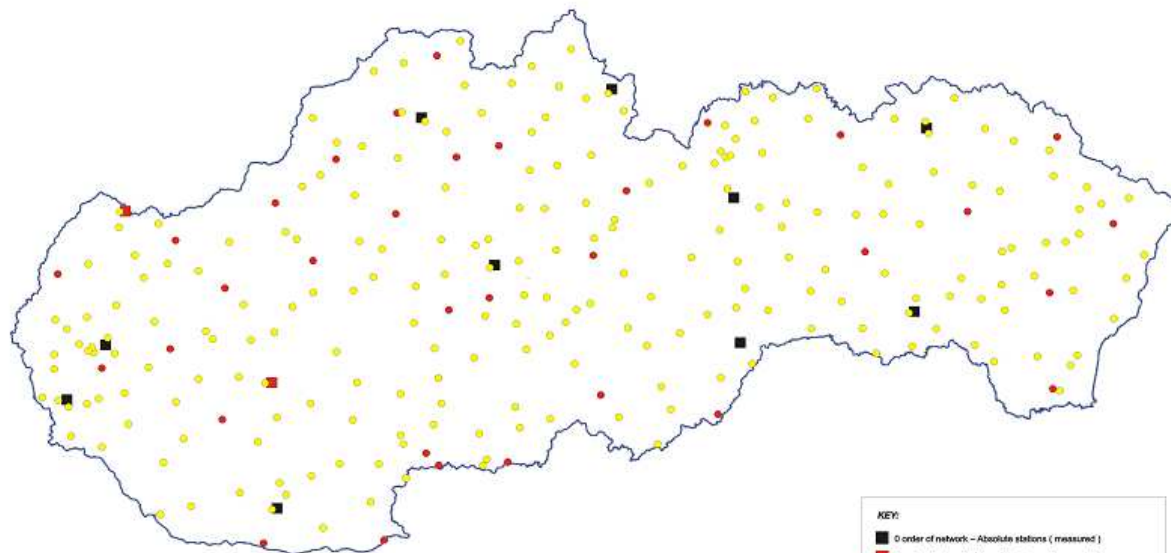 KEY:
0 order of network – Absolute stations ( measured )